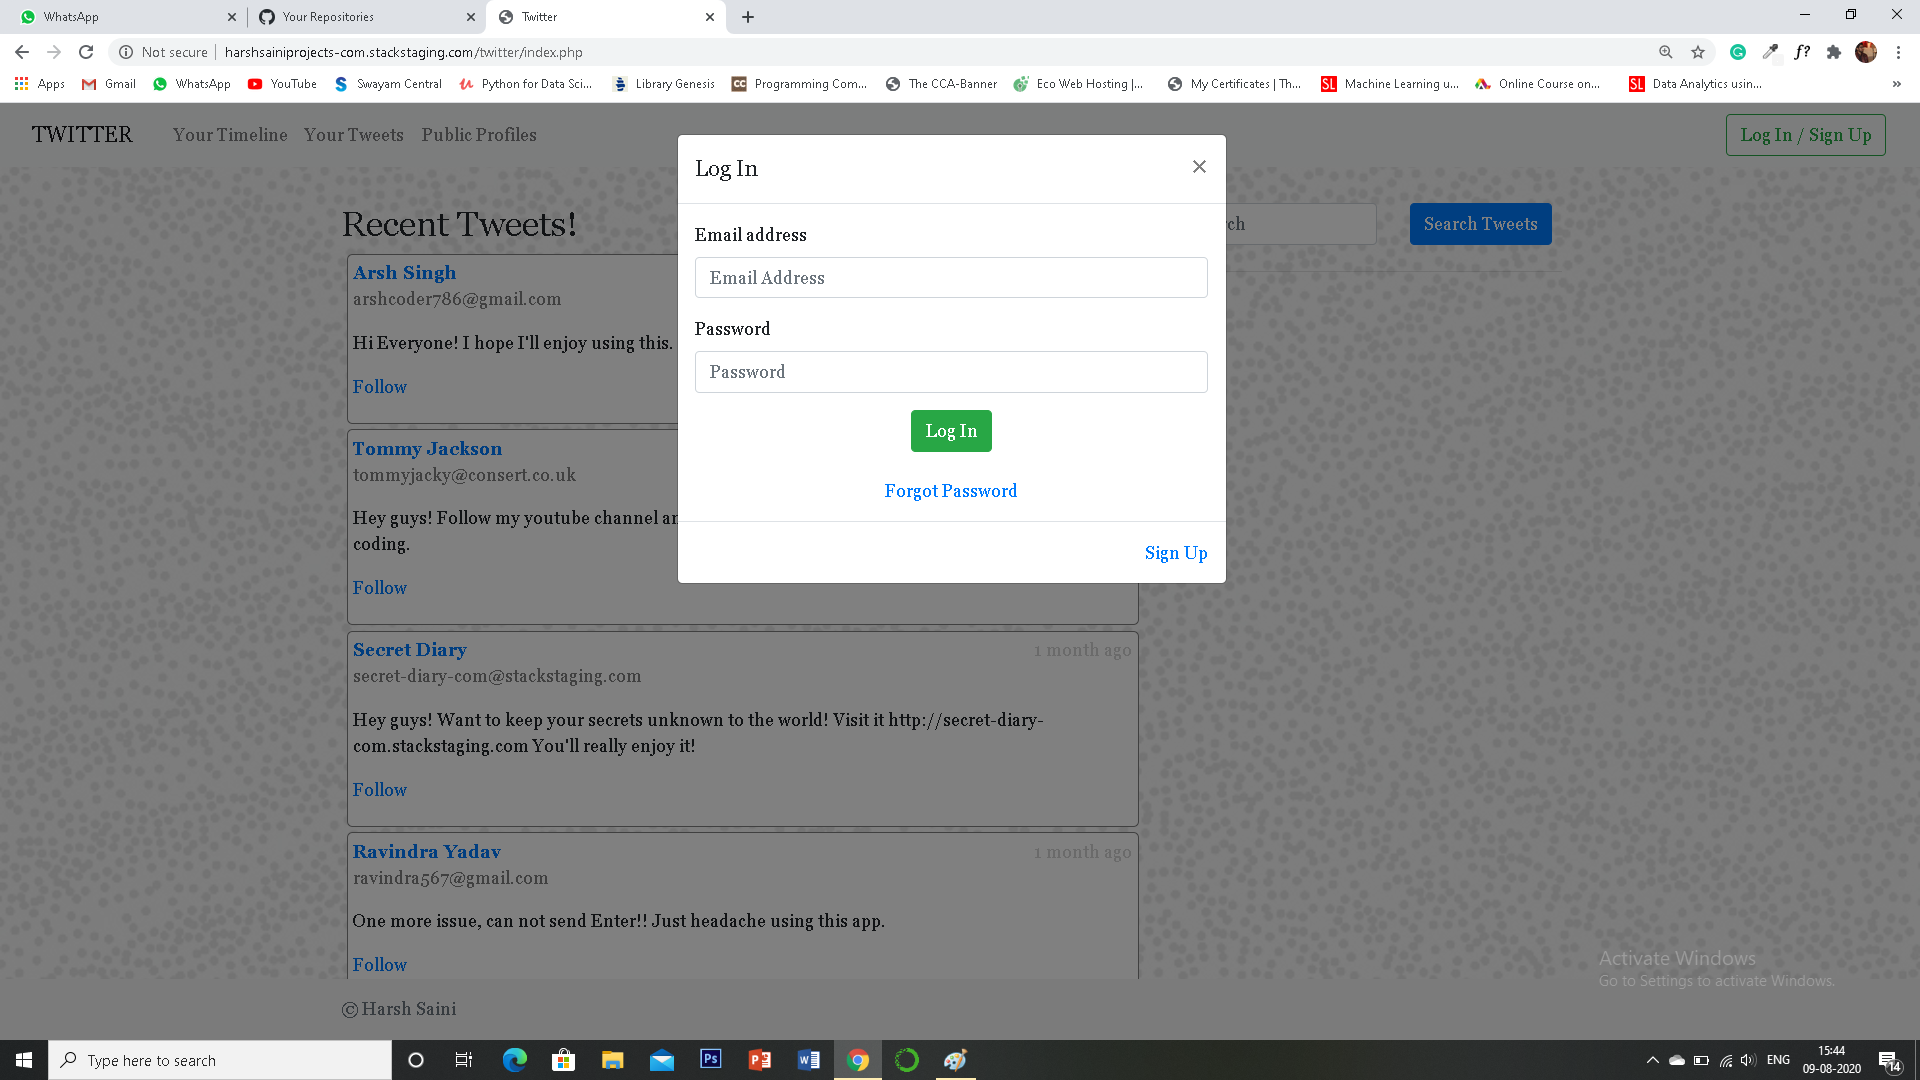 WhatsApp
Your Repositories
Twitter
Not secure
harshsainiprojects-com.stackstaging.com/twitter/index.php
f?
Apps
Gmail
WhatsApp
YouTube
Swayam Central
Python for Data Sci...
Library Genesis
CC
Programming Com...
The CCA-Banner
Eco Web Hosting |...
My Certificates | Th...
SL
Machine Learning u...
Online Course on...
SL
Data Analytics usin...
»
TWITTER
Your Timeline
Your Tweets
Public Profiles
Log In / Sign Up
Log In
×
Email address
Email Address
Password
Password
Log In
Forgot Password
Sign Up
Recent Tweets!
ch
Search Tweets
Arsh Singh
arshcoder786@gmail.com
Hi Everyone! I hope I'll enjoy using this.
Follow
Tommy Jackson
tommyjacky@consert.co.uk
Hey guys! Follow my youtube channel an
coding.
Follow
Secret Diary
1 month ago
secret-diary-com@stackstaging.com
Hey guys! Want to keep your secrets unknown to the world! Visit it http://secret-diary-
com.stackstaging.com You'll really enjoy it!
Follow
Ravindra Yadav
1 month ago
ravindra567@gmail.com
One more issue, can not send Enter!! Just headache using this app.
Follow
Activate Windows
Go to Settings to activate Windows.
© Harsh Saini
Type here to search
Ps
ENG
15:44
09-08-2020
14